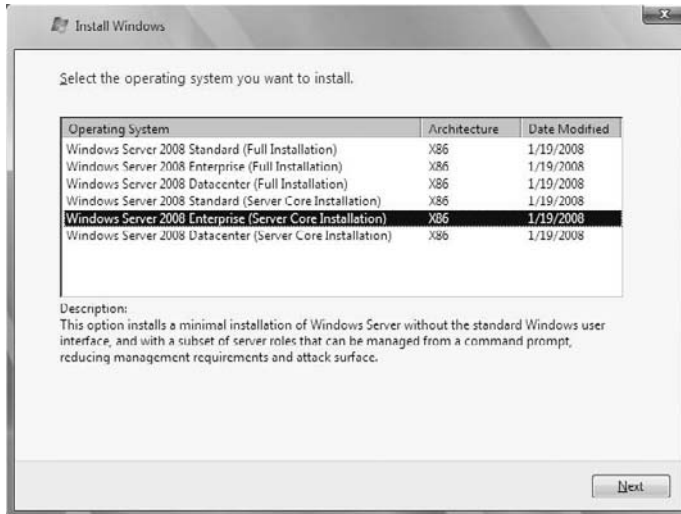 Install Windows
Select the operating system you want to install.
Operating System Architecture Date Modified
Windows Server 2008 Standard (Full Installation) X86 1/19/2008
Windows Server 2008 Enterprise (Full Installation) X86 1/19/2008
Windows Server 2008 Datacenter (Full Installation) X86 1/19/2008
Windows Server 2008 Standard (Server Core Installation) X86 1/19/2008
Windows Server 2008 Enterprise (Server Core Installation) X86 1/19/2008
Windows Server 2008 Datacenter (Server Core Installation) X86 1/19/2008
Description:
This option installs a minimal installation of Windows Server without the standard Windows user
interface, and with a subset of server roles that can be managed from a command prompt,
reducing management requirements and attack surface.
Next